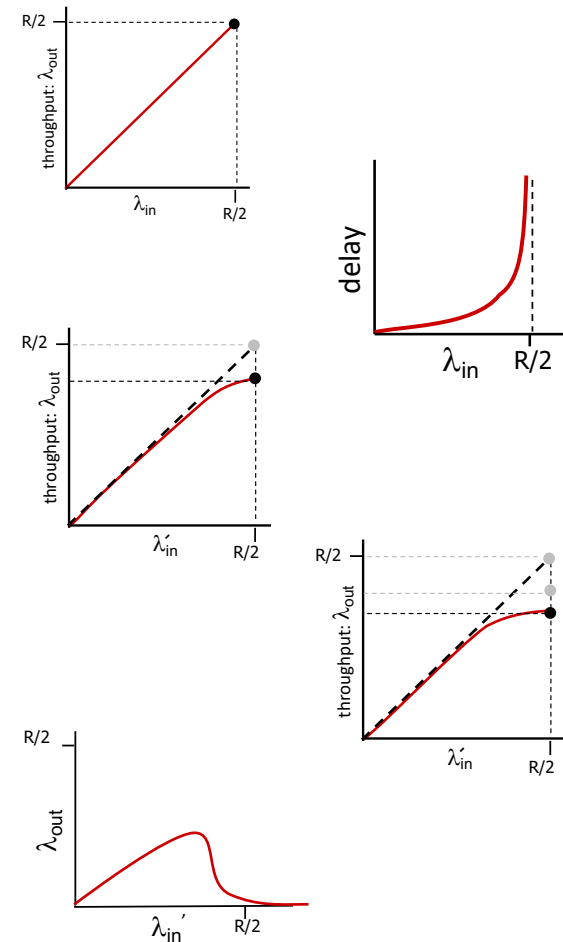 R/2
throughput: λout
λin
R/2
delay
λin
R/2
R/2
throughput: λout
λ′in
R/2
R/2
throughput: λout
λ′in
R/2
R/2
λout
λin′
R/2